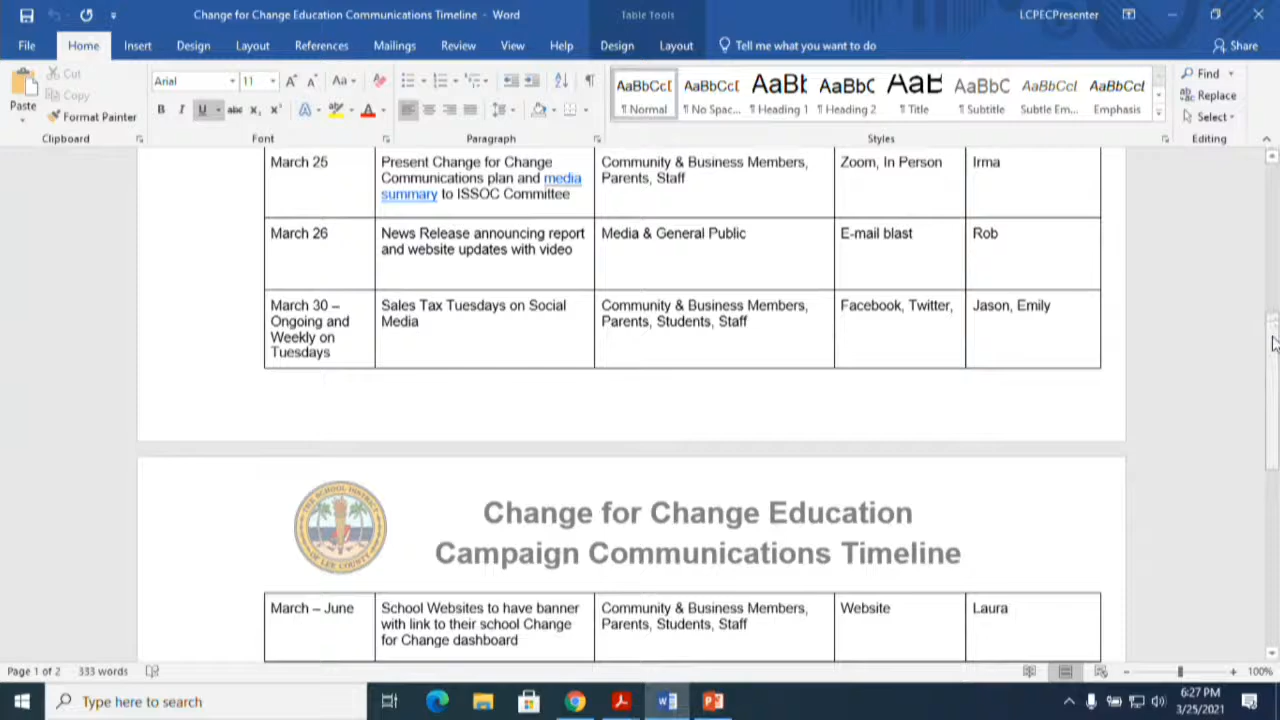 Change for Change Education Communications Timeline - Word
Table Tools
LCPECPresenter
File
Home
Insert
Design
Layout
References
Mailings
Review
View
Help
Design
Layout
Tell me what you want to do
Share
Paste
Cut
Copy
Format Painter
Clipboard
Arial
11
Font
Paragraph
AaBbCc[
¶ Normal
AaBbCc[
¶ No Spac...
AaBb
¶ Heading 1
AaBbC
¶ Heading 2
AaB
¶ Title
AaBbC
¶ Subtitle
AaBbCcI
Subtle Em...
AaBbCcI
Emphasis
Styles
Find
Replace
Select
Editing
March 25
Present Change for Change
Communications plan and media
summary to ISSOC Committee
Community & Business Members,
Parents, Staff
Zoom, In Person
Irma
March 26
News Release announcing report
and website updates with video
Media & General Public
E-mail blast
Rob
March 30 –
Ongoing and
Weekly on
Tuesdays
Sales Tax Tuesdays on Social
Media
Community & Business Members,
Parents, Students, Staff
Facebook, Twitter,
Jason, Emily
THE SCHOOL DISTRICT
OF LEE COUNTY
Change for Change Education
Campaign Communications Timeline
March – June
School Websites to have banner
with link to their school Change
for Change dashboard
Community & Business Members,
Parents, Students, Staff
Website
Laura
Page 1 of 2
333 words
100%
Type here to search
6:27 PM
3/25/2021